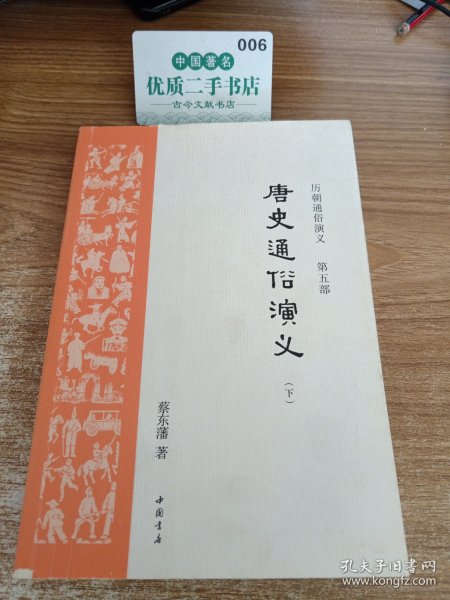 006
中国著名
优质二手书店
古今文献书店
历朝通俗演义 第五部
唐史通俗演义
（下）
蔡东藩 著
中国书店
孔夫子旧书网
www.kongfz.com